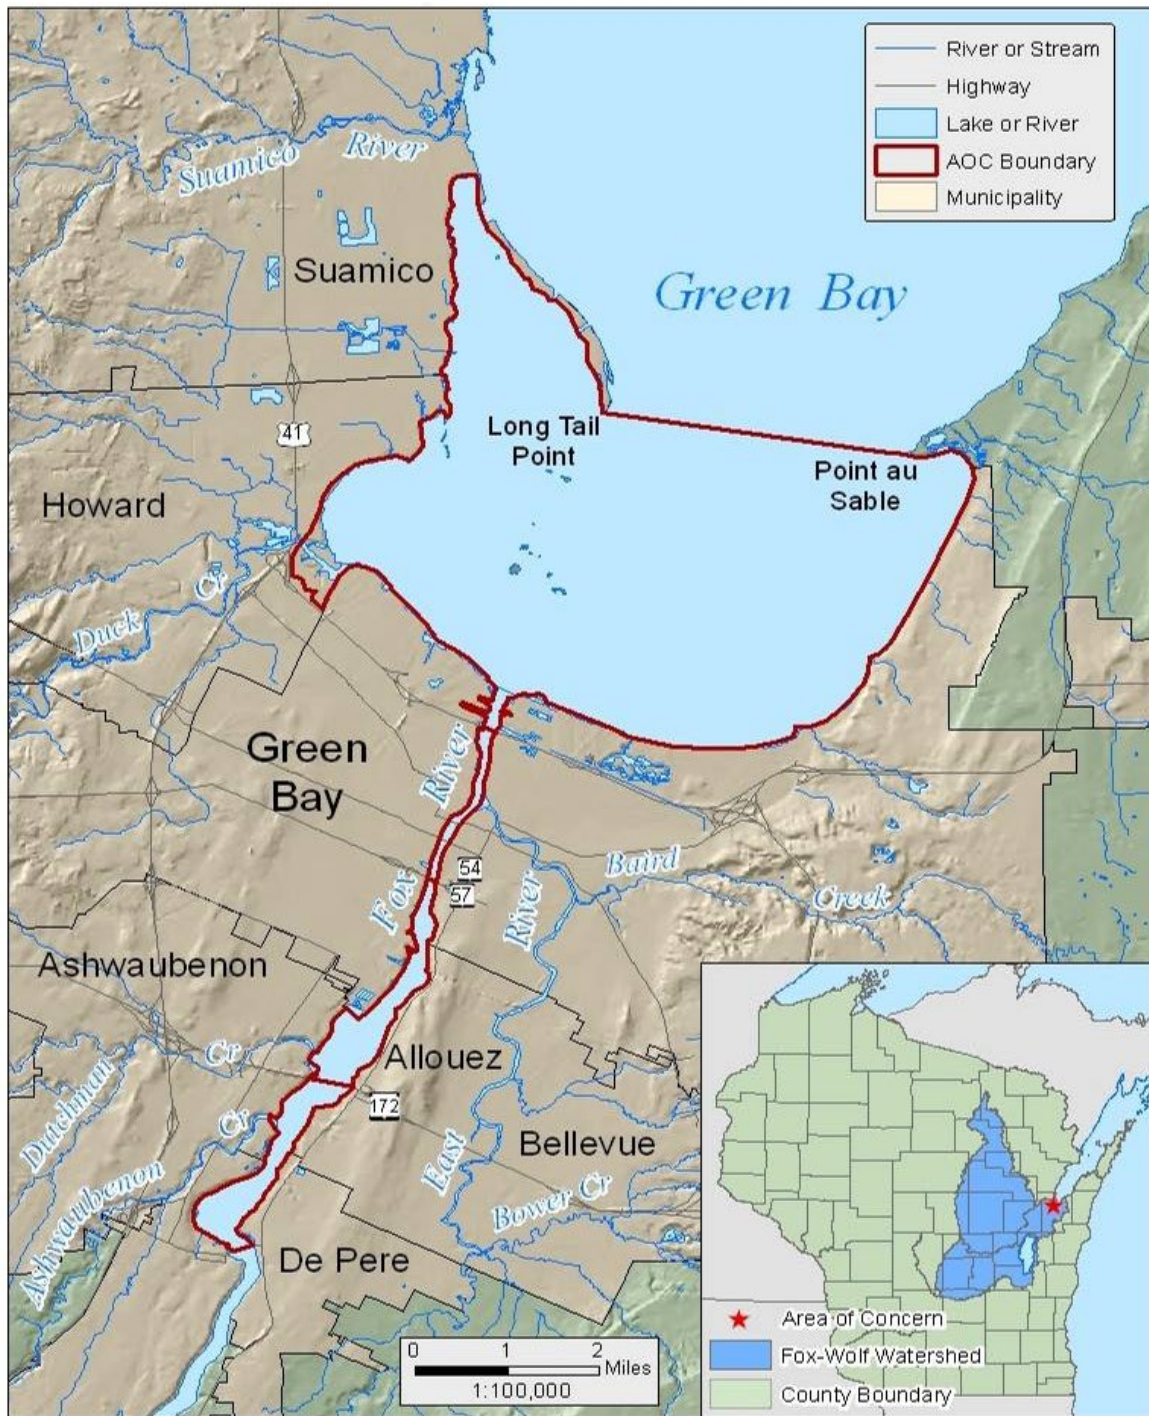 River or Stream
Highway
Lake or River
AOC Boundary
Municipality
Suamico River
Suamico
Green Bay
41
Long Tail
Point
Point au
Sable
Howard
Duck Cr
Green
Bay
Fox River
54
57
Baird Creek
East River
Ashwaubenon
Dutchman Cr
Allouez
172
Ashwaubenon Cr
Bellevue
Bower Cr
De Pere
0 1 2
Miles
1:100,000
Area of Concern
Fox-Wolf Watershed
County Boundary